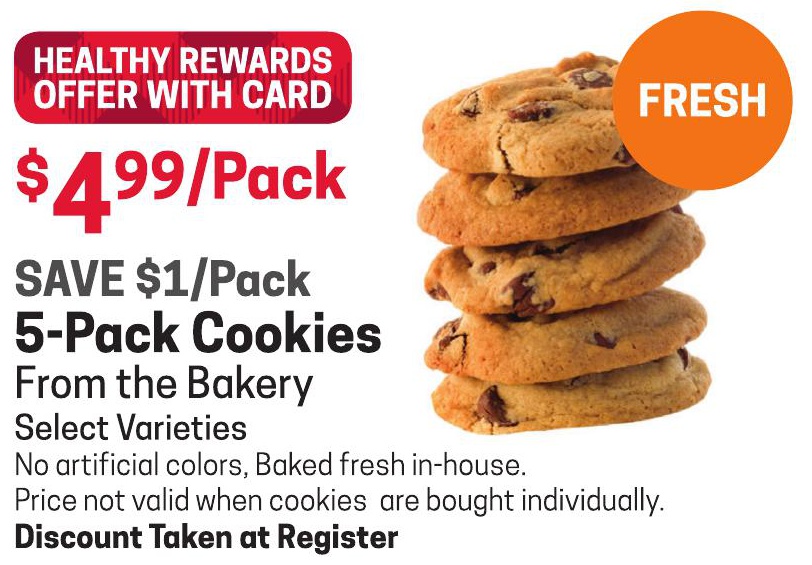 HEALTHY REWARDS
OFFER WITH CARD
FRESH
$4.99/Pack
SAVE $1/Pack
5-Pack Cookies
From the Bakery
Select Varieties
No artificial colors, Baked fresh in-house.
Price not valid when cookies  are bought individually.
Discount Taken at Register